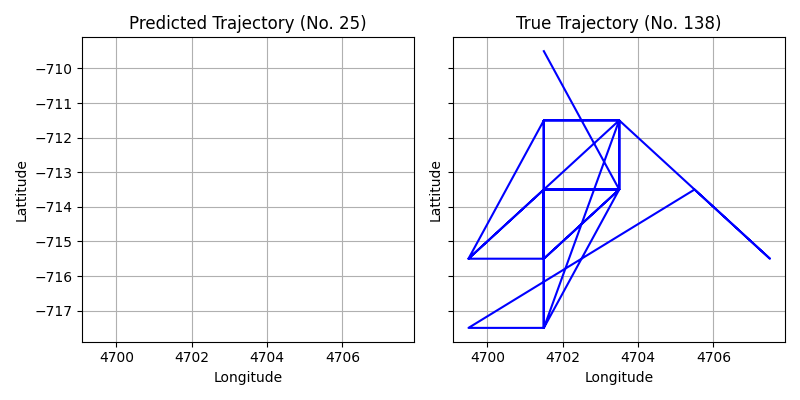 Predicted Trajectory (No. 25)
True Trajectory (No. 138)
−710
−711
−712
−713
−714
−715
−716
−717
Lattitude
Lattitude
4700
4702
4704
4706
4700
4702
4704
4706
Longitude
Longitude